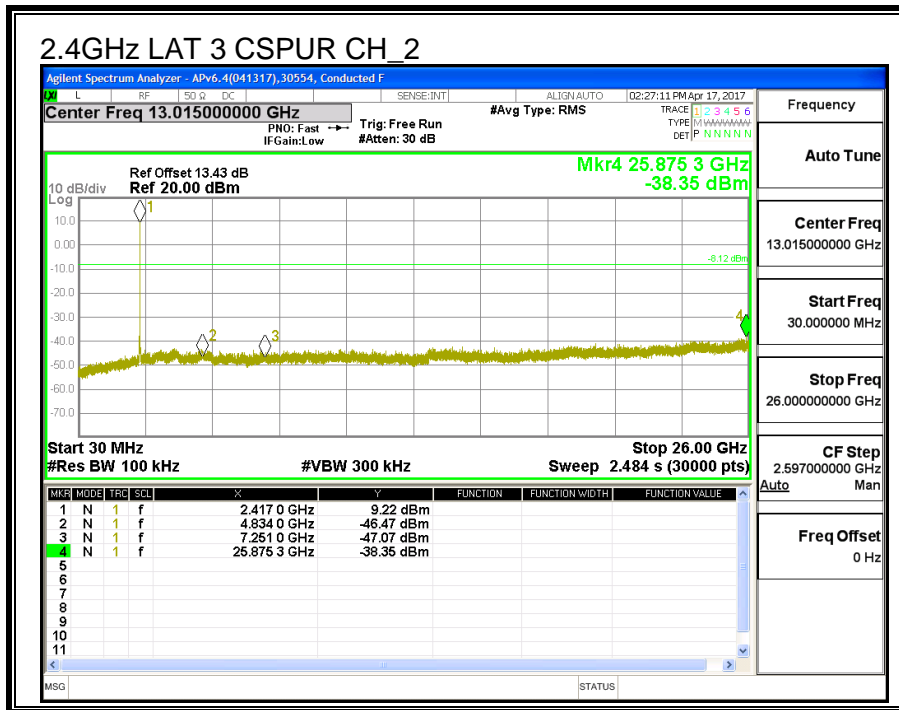 2.4GHz LAT 3 CSPUR CH_2
Agilent Spectrum Analyzer - APv6.4(041317),30554, Conducted F
LXI L RF 50 Ω DC SENSE:INT ALIGN AUTO 02:27:11 PM Apr 17, 2017
Center Freq 13.015000000 GHz
PNO: Fast
IFGain:Low
Trig: Free Run
#Atten: 30 dB
#Avg Type: RMS
TRACE 1 2 3 4 5 6
TYPE M
DET P N N N N N
Mkr4 25.875 3 GHz
-38.35 dBm
Ref Offset 13.43 dB
Ref 20.00 dBm
10 dB/div
Log
10.0
0.00
-10.0
-20.0
-30.0
-40.0
-50.0
-60.0
-70.0
1
2
3
4
-8.12 dBm
Start 30 MHz
Stop 26.00 GHz
#Res BW 100 kHz
#VBW 300 kHz
Sweep 2.484 s (30000 pts)
MKR MODE TRC SCL X Y FUNCTION FUNCTION WIDTH FUNCTION VALUE
1 N 1 f 2.417 0 GHz 9.22 dBm
2 N 1 f 4.834 0 GHz -46.47 dBm
3 N 1 f 7.251 0 GHz -47.07 dBm
4 N 1 f 25.875 3 GHz -38.35 dBm
5
6
7
8
9
10
11
MSG
STATUS
Frequency
Auto Tune
Center Freq
13.015000000 GHz
Start Freq
30.000000 MHz
Stop Freq
26.000000000 GHz
CF Step
2.597000000 GHz
Auto Man
Freq Offset
0 Hz